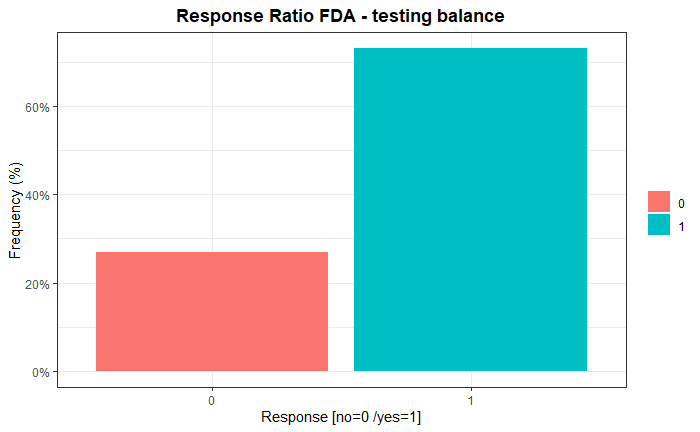 Response Ratio FDA - testing balance
Frequency (%)
60%
40%
20%
0%
0
1
Response [no=0 /yes=1]
0
1